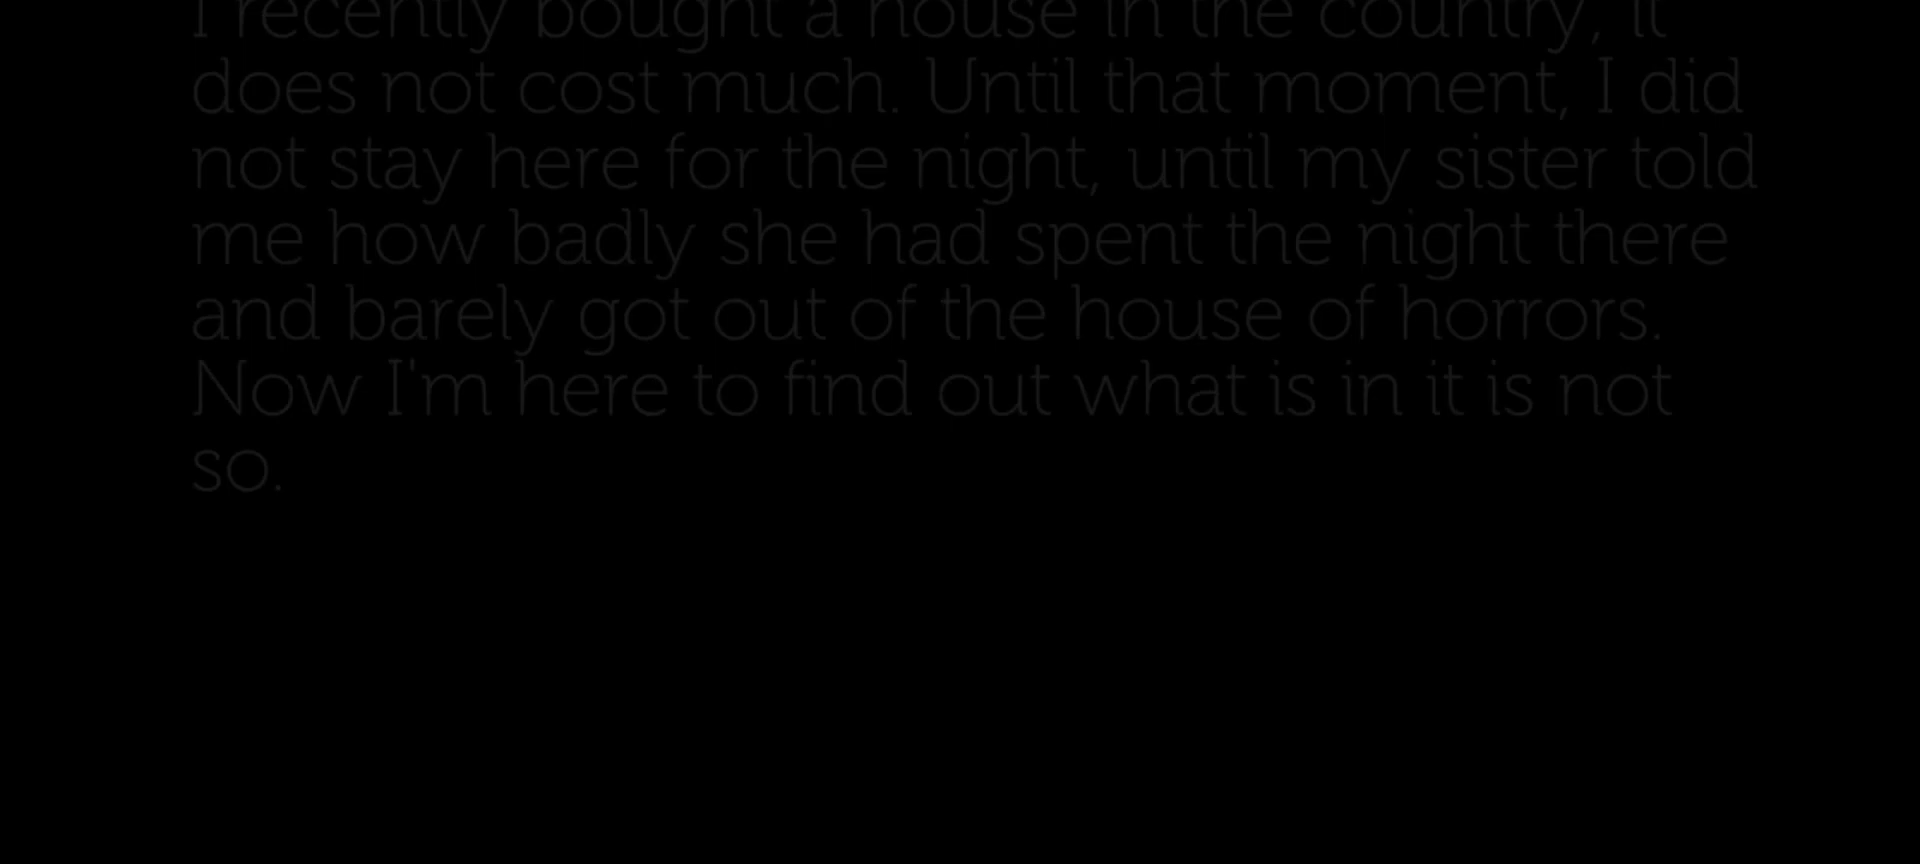 I recently bought a house in the country, it
does not cost much. Until that moment, I did
not stay here for the night, until my sister told
me how badly she had spent the night there
and barely got out of the house of horrors.
Now I'm here to find out what is in it is not
so.